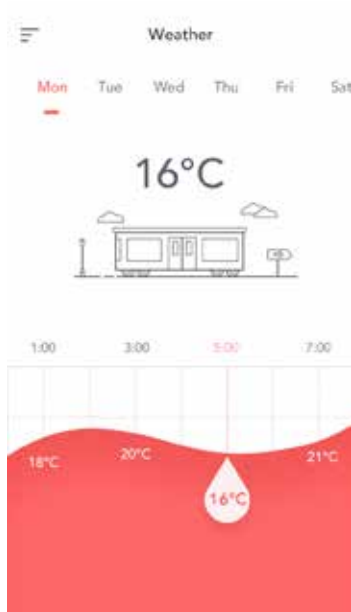 Weather
Mon Tue Wed Thu Fri Sat
16°C
1:00 3:00 5:00 7:00
18°C 20°C 21°C
16°C